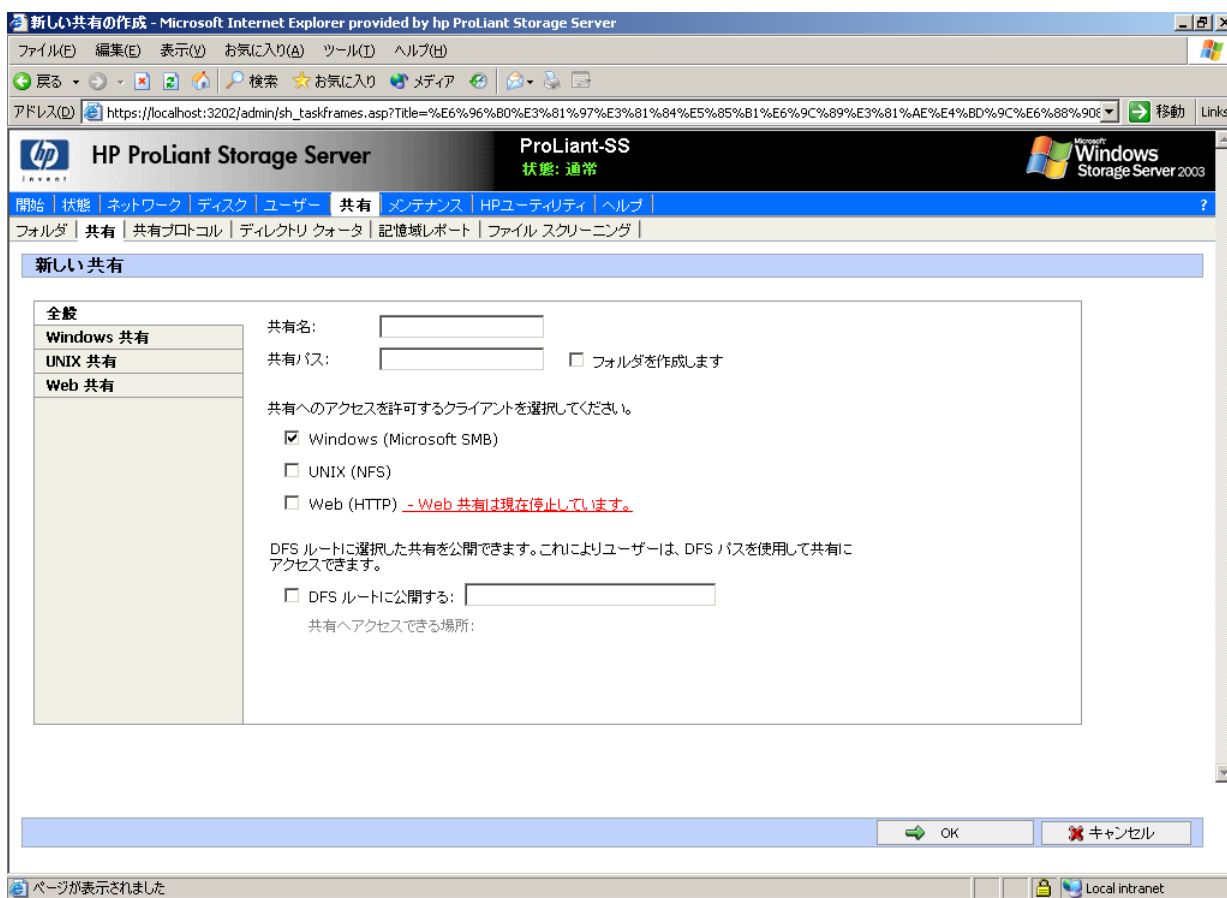 新しい共有の作成 - Microsoft Internet Explorer provided by hp ProLiant Storage Server
ファイル(F) 編集(E) 表示(V) お気に入り(A) ツール(T) ヘルプ(H)
戻る 検索 お気に入り メディア
アドレス(D) https://localhost:3202/admin/sh_taskframes.asp?Title=%E6%96%B0%E3%81%97%E3%81%84%E5%85%B1%E6%9C%89%E3%81%AE%E4%BD%9C%E6%88%90& 移動 Links
hp
invent
HP ProLiant Storage Server
ProLiant-SS
状態: 通常
Microsoft
Windows
Storage Server 2003
開始 状態 ネットワーク ディスク ユーザー 共有 メンテナンス HPユーティリティ ヘルプ ?
フォルダ 共有 共有プロトコル ディレクトリ クォータ 記憶域レポート ファイル スクリーニング
新しい共有
全般
Windows 共有
UNIX 共有
Web 共有
共有名:
共有パス: フォルダを作成します
共有へのアクセスを許可するクライアントを選択してください。
Windows (Microsoft SMB)
UNIX (NFS)
Web (HTTP) - Web 共有は現在停止しています。
DFS ルートに選択した共有を公開できます。これによりユーザーは、DFS パスを使用して共有に
アクセスできます。
DFS ルートに公開する:
共有へアクセスできる場所:
OK キャンセル
ページが表示されました Local intranet